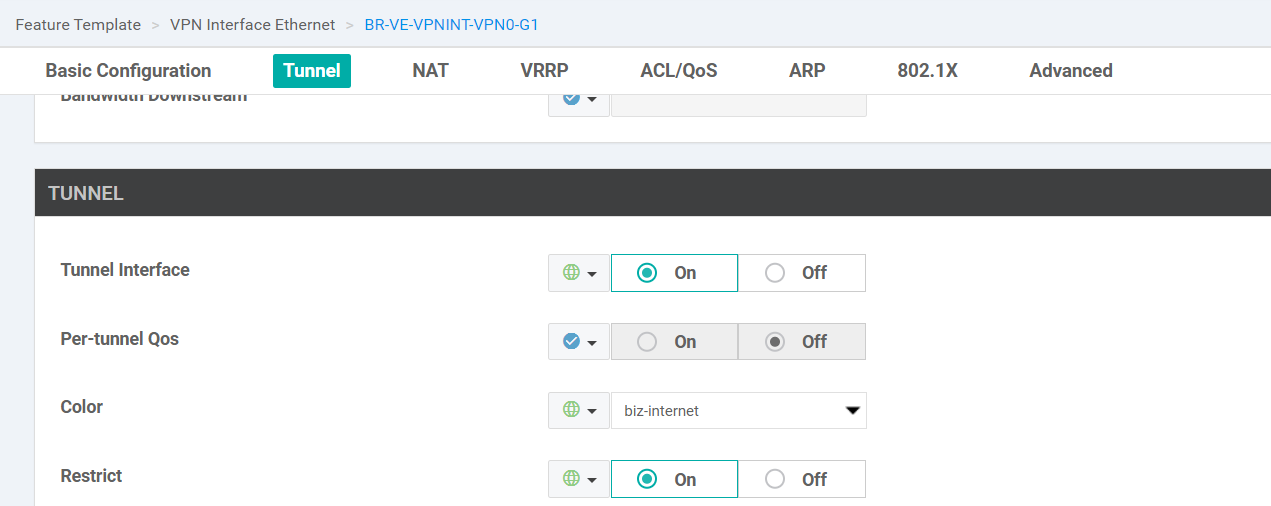 Feature Template > VPN Interface Ethernet > BR-VE-VPNINT-VPN0-G1
Basic Configuration Tunnel NAT VRRP ACL/QoS ARP 802.1X Advanced
Bandwidth Downstream
TUNNEL
Tunnel Interface On Off
Per-tunnel Qos On Off
Color biz-internet
Restrict On Off